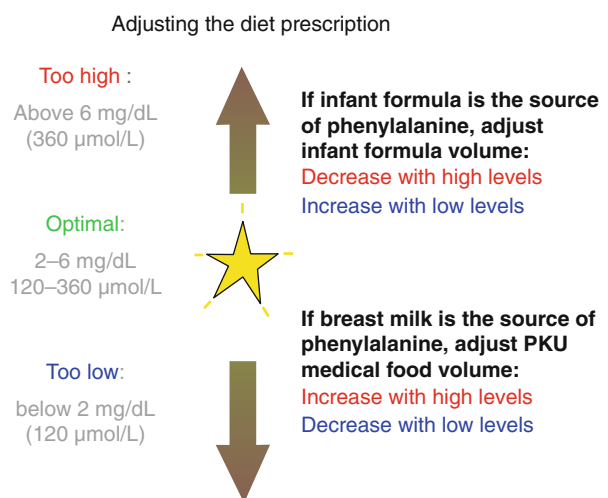 Adjusting the diet prescription
Too high :
Above 6 mg/dL
(360 µmol/L)
If infant formula is the source
of phenylalanine, adjust
infant formula volume:
Decrease with high levels
Increase with low levels
Optimal:
2–6 mg/dL
120–360 µmol/L
If breast milk is the source of
phenylalanine, adjust PKU
medical food volume:
Increase with high levels
Decrease with low levels
Too low:
below 2 mg/dL
(120 µmol/L)